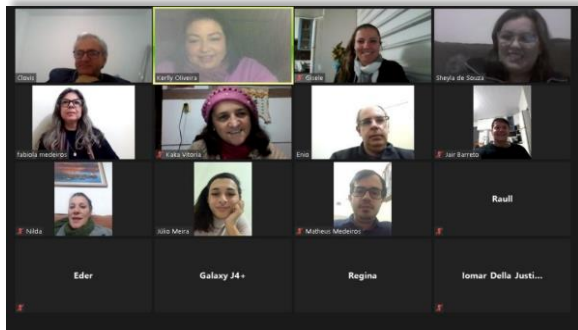 Clovis
Karlly Oliveira
Gisele
Sheyla de Souza
fabiola medeiros
Kaka Vitoria
Enio
Jair Barreto
Nilda
Júlio Meira
Matheus Medeiros
Raull
Eder
Galaxy J4+
Regina
Iomar Della Justi...